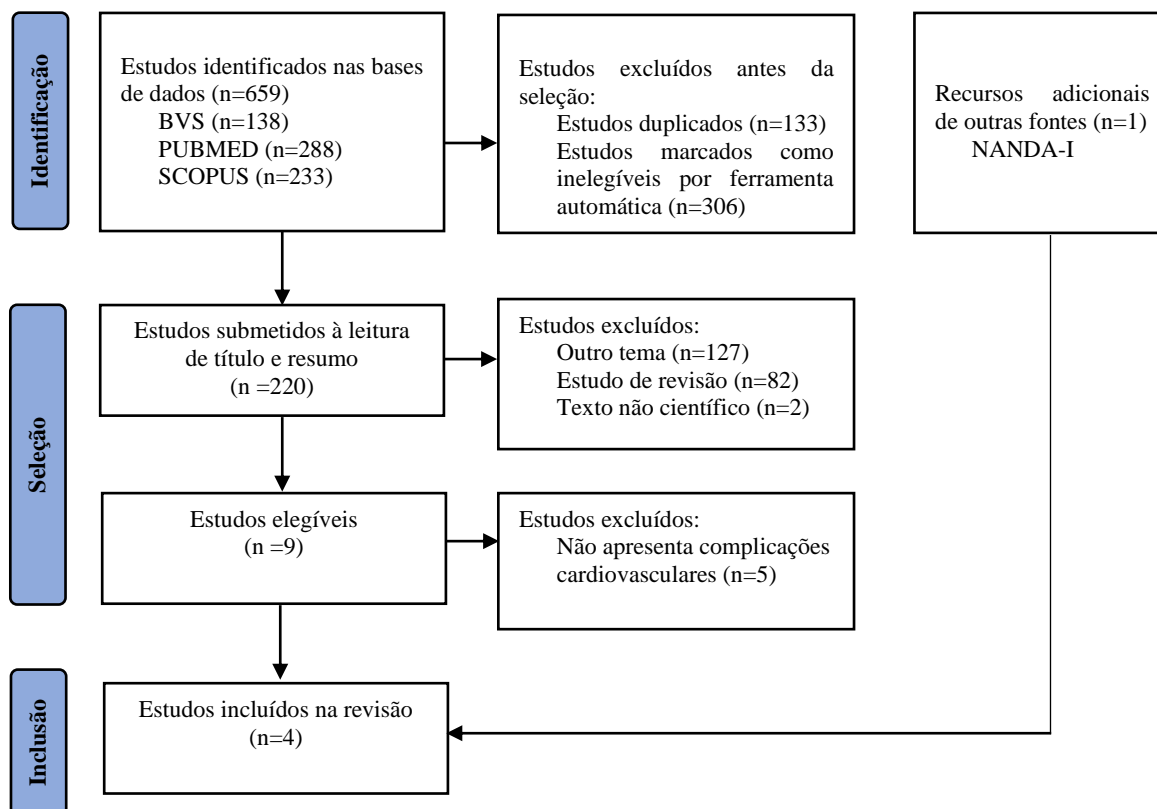 Identificação
Estudos identificados nas bases
de dados (n=659)
BVS (n=138)
PUBMED (n=288)
SCOPUS (n=233)
Estudos excluídos antes da
seleção:
Estudos duplicados (n=133)
Estudos marcados como
inelegíveis por ferramenta
automática (n=306)
Recursos adicionais
de outras fontes (n=1)
NANDA-I
Seleção
Estudos submetidos à leitura
de título e resumo
(n =220)
Estudos excluídos:
Outro tema (n=127)
Estudo de revisão (n=82)
Texto não científico (n=2)
Estudos elegíveis
(n =9)
Estudos excluídos:
Não apresenta complicações
cardiovasculares (n=5)
Inclusão
Estudos incluídos na revisão
(n=4)